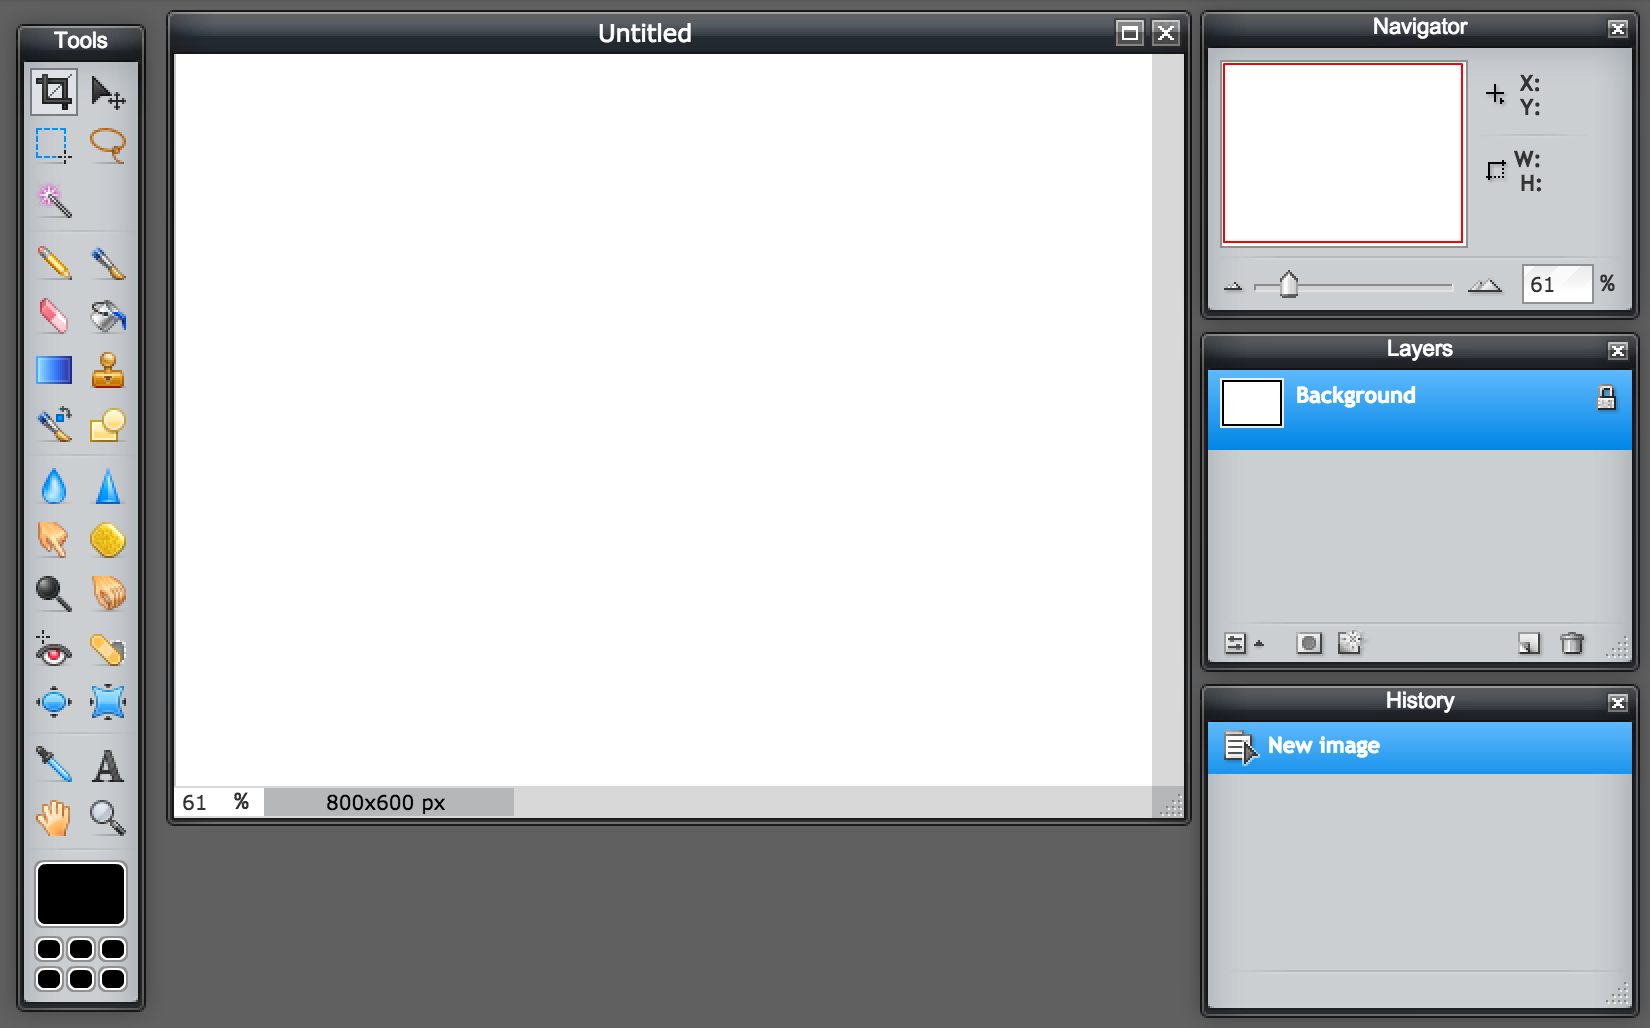 Tools
Untitled
61 %
800x600 px
Navigator
X:
Y:
W:
H:
61 %
Layers
Background
History
New image